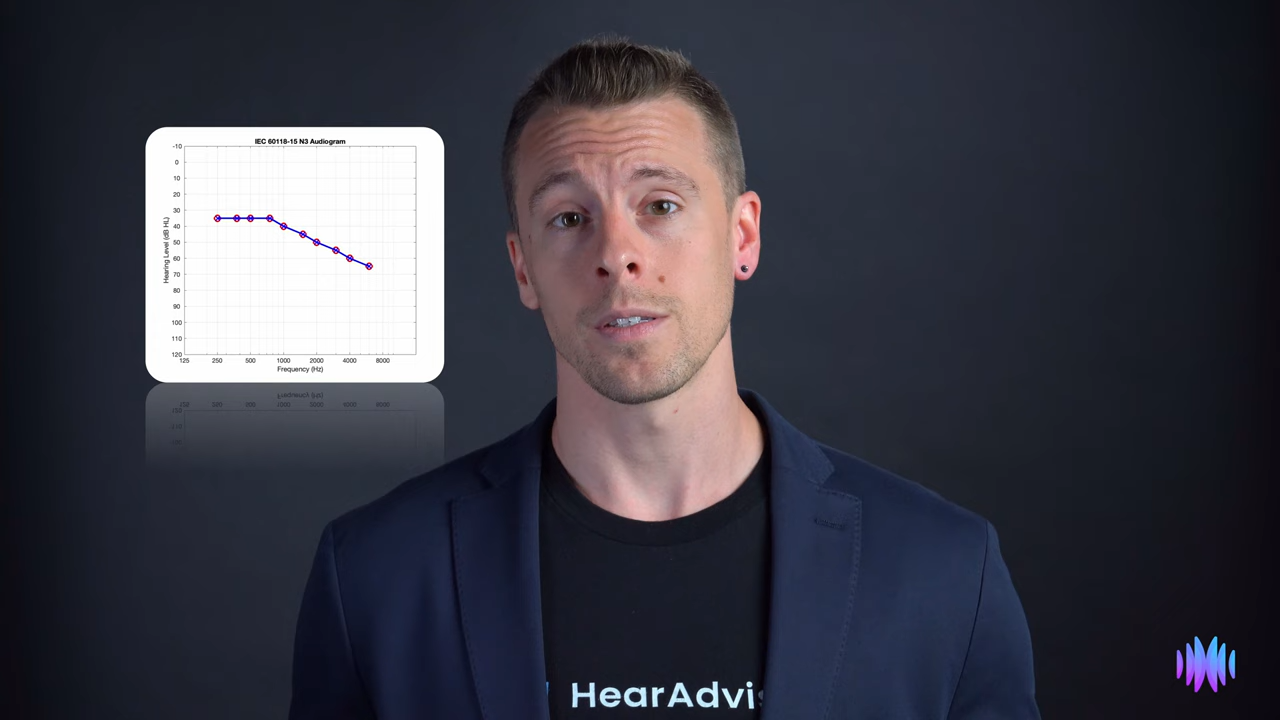 IEC 60118-15 N3 Audiogram
-10
0
10
20
30
40
50
60
70
80
90
100
110
120
Hearing Level (dB HL)
125 250 500 1000 2000 4000 8000
Frequency (Hz)
HearAdvis